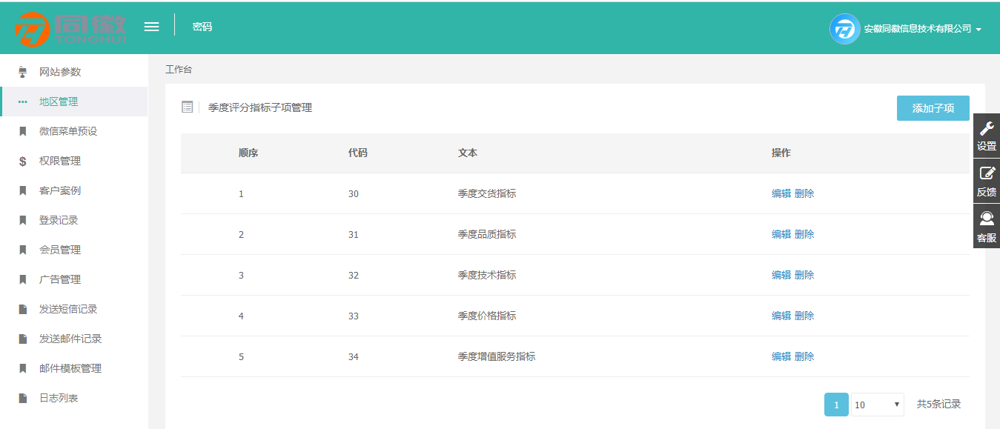 同徽
TONGHUI
密码
安徽同徽信息技术有限公司
网站参数
地区管理
微信菜单预设
权限管理
客户案例
登录记录
会员管理
广告管理
发送短信记录
发送邮件记录
邮件模板管理
日志列表
工作台
季度评分指标子项管理
添加子项
顺序 代码 文本 操作
1 30 季度交货指标 编辑 删除
2 31 季度品质指标 编辑 删除
3 32 季度技术指标 编辑 删除
4 33 季度价格指标 编辑 删除
5 34 季度增值服务指标 编辑 删除
1 10 共5条记录
设置
反馈
客服